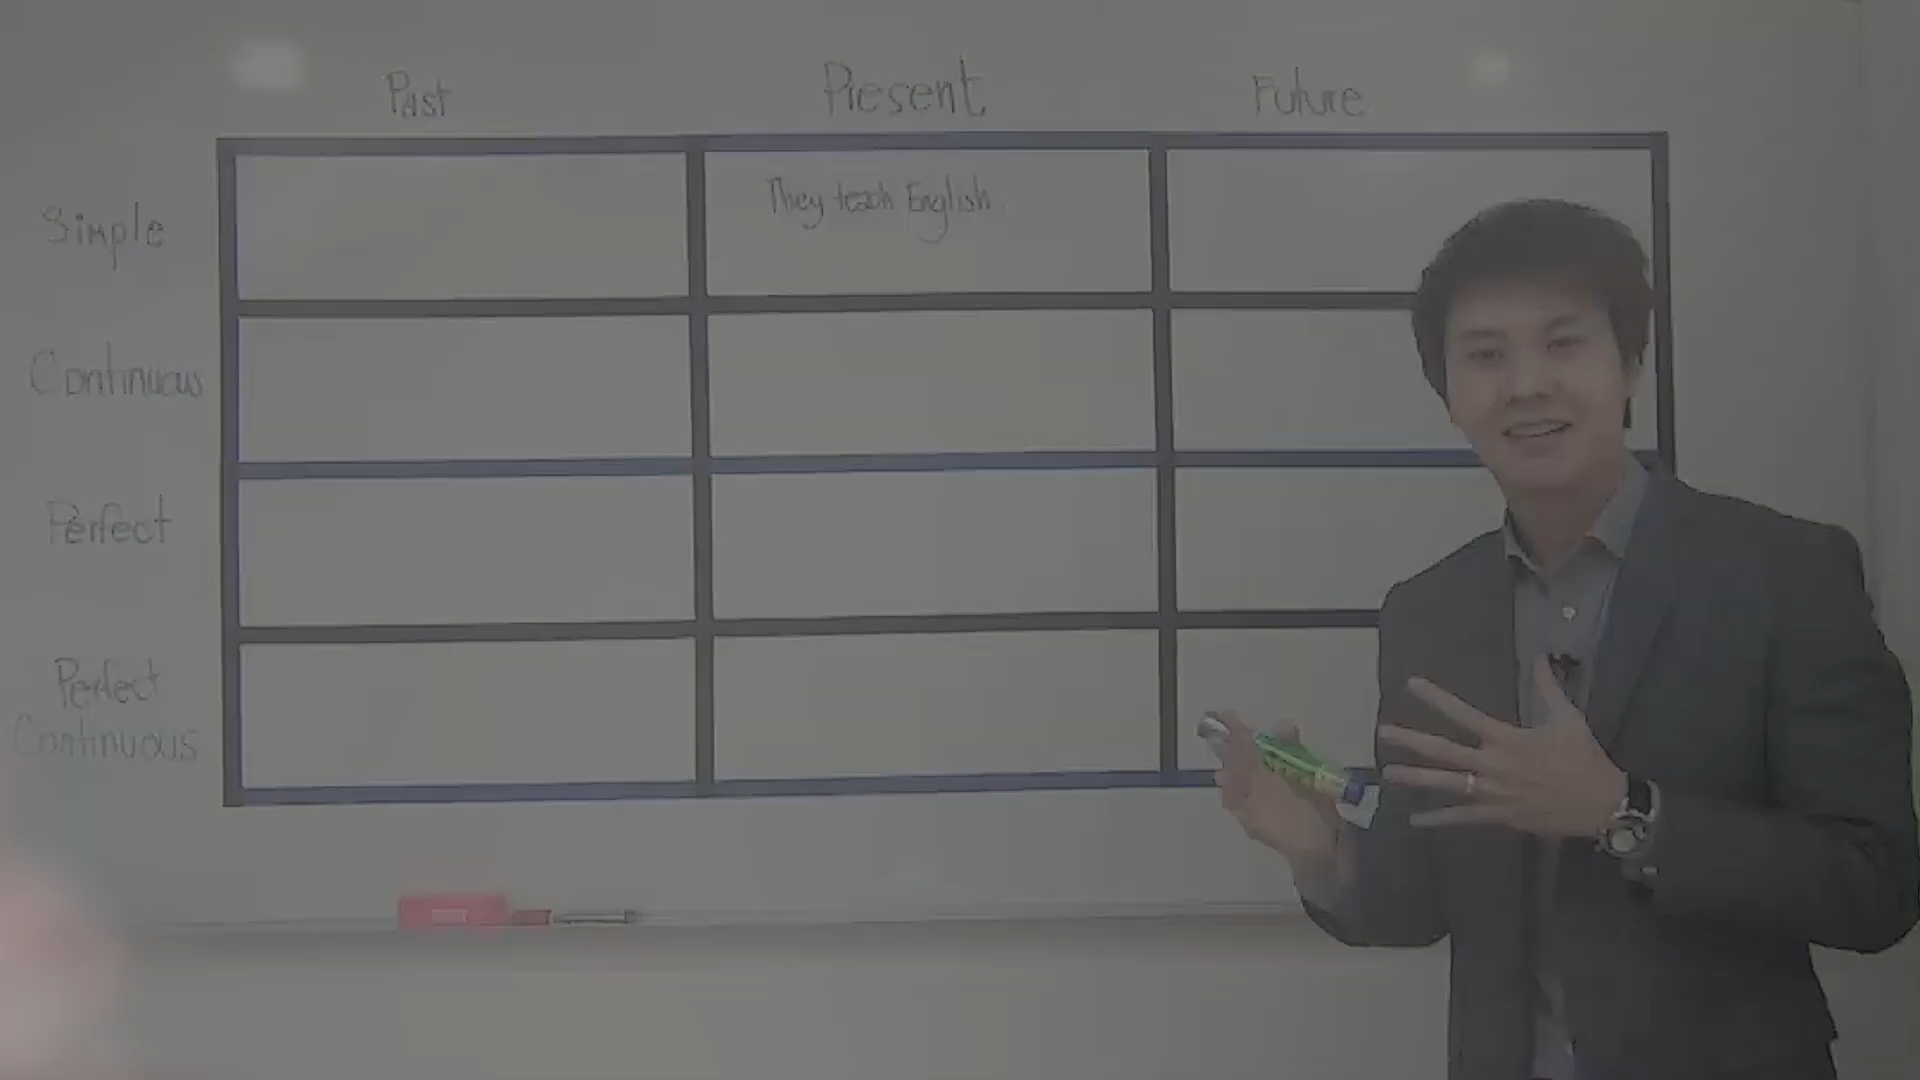 Past Present Future
Simple They teach English.
Continuous
Perfect
Perfect
Continuous